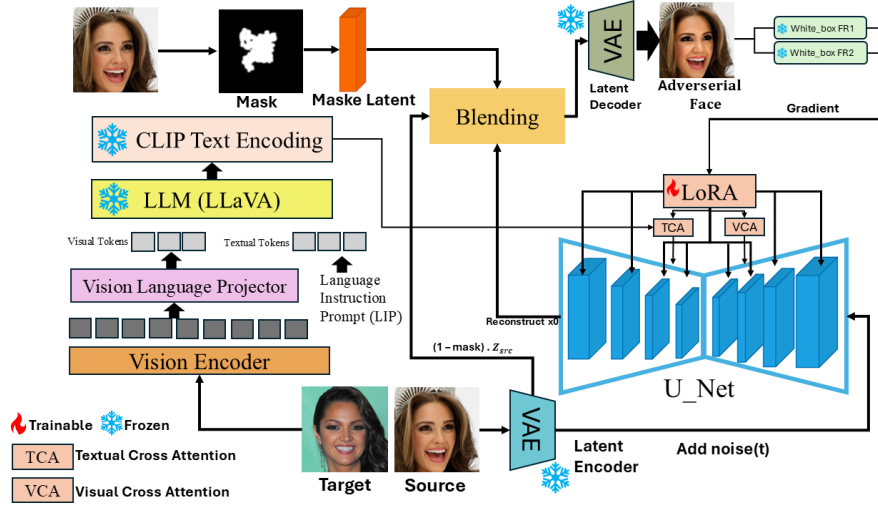 Mask
Maske Latent
VAE
Latent
Decoder
Adverserial
Face
White_box FR1
White_box FR2
Gradient
Blending
CLIP Text Encoding
LLM (LLaVA)
LoRA
TCA
VCA
Visual Tokens
Textual Tokens
Vision Language Projector
Language
Instruction
Prompt (LIP)
Reconstruct x0
(1 – mask) . Z_src
Vision Encoder
U_Net
VAE
Latent
Encoder
Add noise(t)
Trainable
Frozen
TCA Textual Cross Attention
VCA Visual Cross Attention
Target
Source